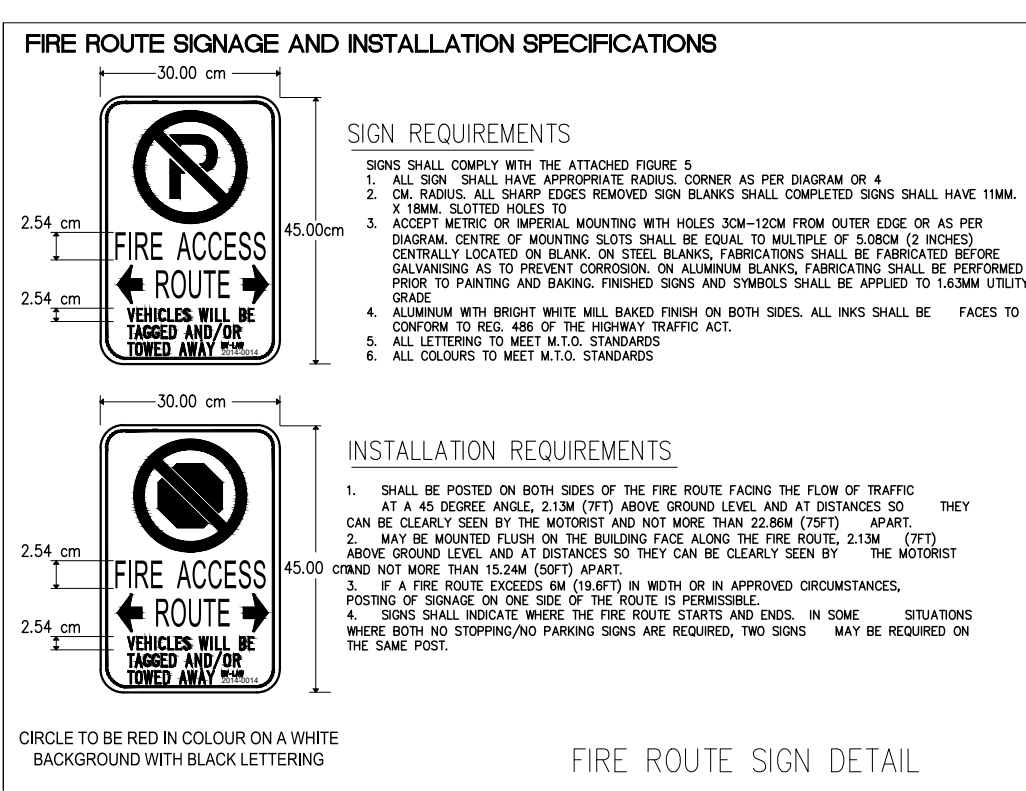 FIRE ROUTE SIGNAGE AND INSTALLATION SPECIFICATIONS
30.00 cm
P
2.54 cm
45.00cm
FIRE ACCESS
ROUTE
2.54 cm
VEHICLES WILL BE
TAGGED AND/OR
TOWED AWAY BY-LAW
2014-0014
SIGN REQUIREMENTS
SIGNS SHALL COMPLY WITH THE ATTACHED FIGURE 5
1. ALL SIGN SHALL HAVE APPROPRIATE RADIUS. CORNER AS PER DIAGRAM OR 4
2. CM. RADIUS. ALL SHARP EDGES REMOVED SIGN BLANKS SHALL COMPLETED SIGNS SHALL HAVE 11MM.
X 18MM. SLOTTED HOLES TO
3. ACCEPT METRIC OR IMPERIAL MOUNTING WITH HOLES 3CM-12CM FROM OUTER EDGE OR AS PER
DIAGRAM. CENTRE OF MOUNTING SLOTS SHALL BE EQUAL TO MULTIPLE OF 5.08CM (2 INCHES)
CENTRALLY LOCATED ON BLANK. ON STEEL BLANKS, FABRICATIONS SHALL BE FABRICATED BEFORE
GALVANISING AS TO PREVENT CORROSION. ON ALUMINUM BLANKS, FABRICATING SHALL BE PERFORMED
PRIOR TO PAINTING AND BAKING. FINISHED SIGNS AND SYMBOLS SHALL BE APPLIED TO 1.63MM UTILITY
GRADE
4. ALUMINUM WITH BRIGHT WHITE MILL BAKED FINISH ON BOTH SIDES. ALL INKS SHALL BE FACES TO
CONFORM TO REG. 486 OF THE HIGHWAY TRAFFIC ACT.
5. ALL LETTERING TO MEET M.T.O. STANDARDS
6. ALL COLOURS TO MEET M.T.O. STANDARDS
30.00 cm
2.54 cm
45.00 cm
FIRE ACCESS
ROUTE
2.54 cm
VEHICLES WILL BE
TAGGED AND/OR
TOWED AWAY BY-LAW
2014-0014
INSTALLATION REQUIREMENTS
1. SHALL BE POSTED ON BOTH SIDES OF THE FIRE ROUTE FACING THE FLOW OF TRAFFIC
AT A 45 DEGREE ANGLE, 2.13M (7FT) ABOVE GROUND LEVEL AND AT DISTANCES SO THEY
CAN BE CLEARLY SEEN BY THE MOTORIST AND NOT MORE THAN 22.86M (75FT) APART.
2. MAY BE MOUNTED FLUSH ON THE BUILDING FACE ALONG THE FIRE ROUTE, 2.13M (7FT)
ABOVE GROUND LEVEL AND AT DISTANCES SO THEY CAN BE CLEARLY SEEN BY THE MOTORIST
AND NOT MORE THAN 15.24M (50FT) APART.
3. IF A FIRE ROUTE EXCEEDS 6M (19.6FT) IN WIDTH OR IN APPROVED CIRCUMSTANCES,
POSTING OF SIGNAGE ON ONE SIDE OF THE ROUTE IS PERMISSIBLE.
4. SIGNS SHALL INDICATE WHERE THE FIRE ROUTE STARTS AND ENDS. IN SOME SITUATIONS
WHERE BOTH NO STOPPING/NO PARKING SIGNS ARE REQUIRED, TWO SIGNS MAY BE REQUIRED ON
THE SAME POST.
CIRCLE TO BE RED IN COLOUR ON A WHITE
BACKGROUND WITH BLACK LETTERING
FIRE ROUTE SIGN DETAIL